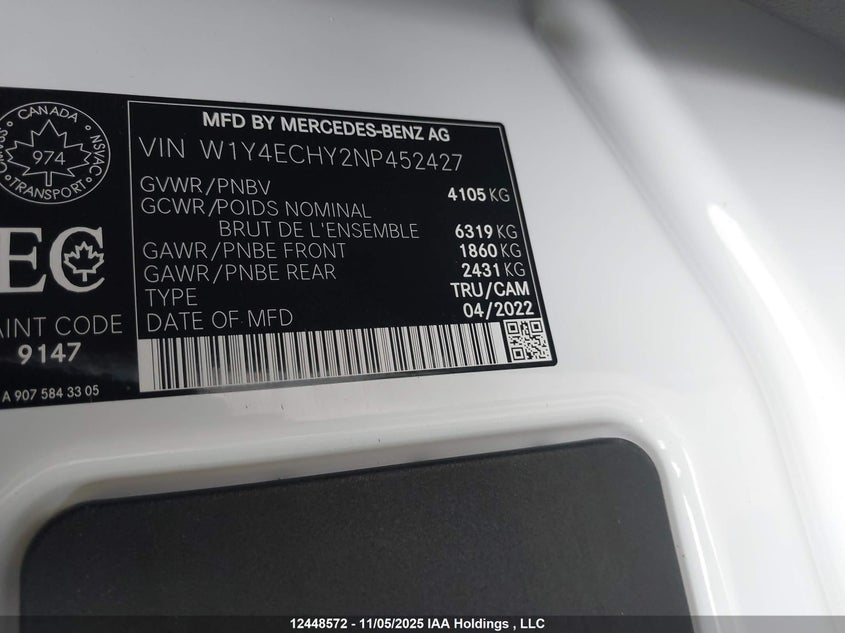 CANADA
974
TRANSPORT
NSVAC
EC
AINT CODE
9147
A 907 584 33 05
MFD BY MERCEDES-BENZ AG
VIN W1Y4ECHY2NP452427
GVWR/PNBV 4105 KG
GCWR/POIDS NOMINAL
BRUT DE L'ENSEMBLE 6319 KG
GAWR/PNBE FRONT 1860 KG
GAWR/PNBE REAR 2431 KG
TYPE TRU/CAM
DATE OF MFD 04/2022
12448572 - 11/05/2025 IAA Holdings , LLC